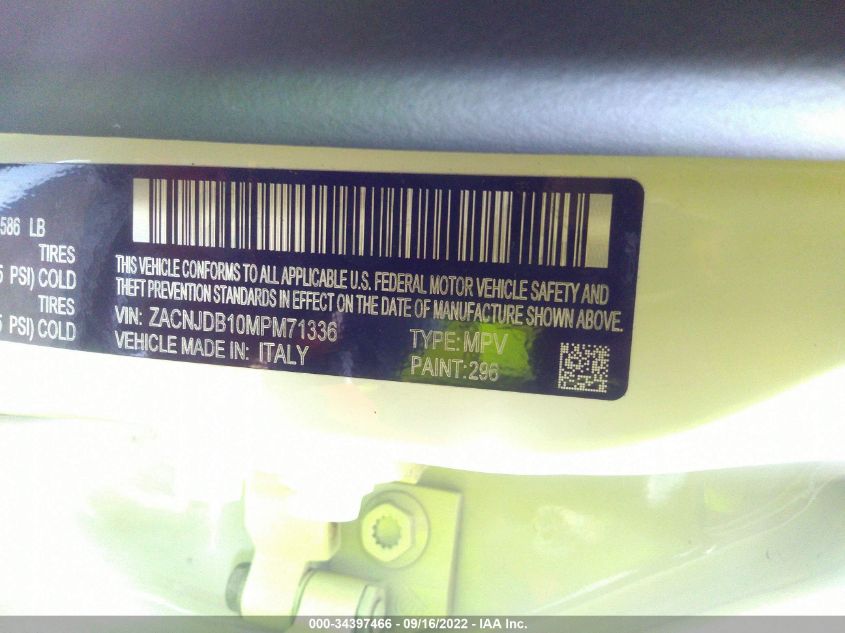 586 LB
TIRES
PSI) COLD
TIRES
PSI) COLD
THIS VEHICLE CONFORMS TO ALL APPLICABLE U.S. FEDERAL MOTOR VEHICLE SAFETY AND
THEFT PREVENTION STANDARDS IN EFFECT ON THE DATE OF MANUFACTURE SHOWN ABOVE.
VIN: ZACNJDB10MPM71336 TYPE: MPV
VEHICLE MADE IN: ITALY PAINT: 296
000-34397466 - 09/16/2022 - IAA Inc.